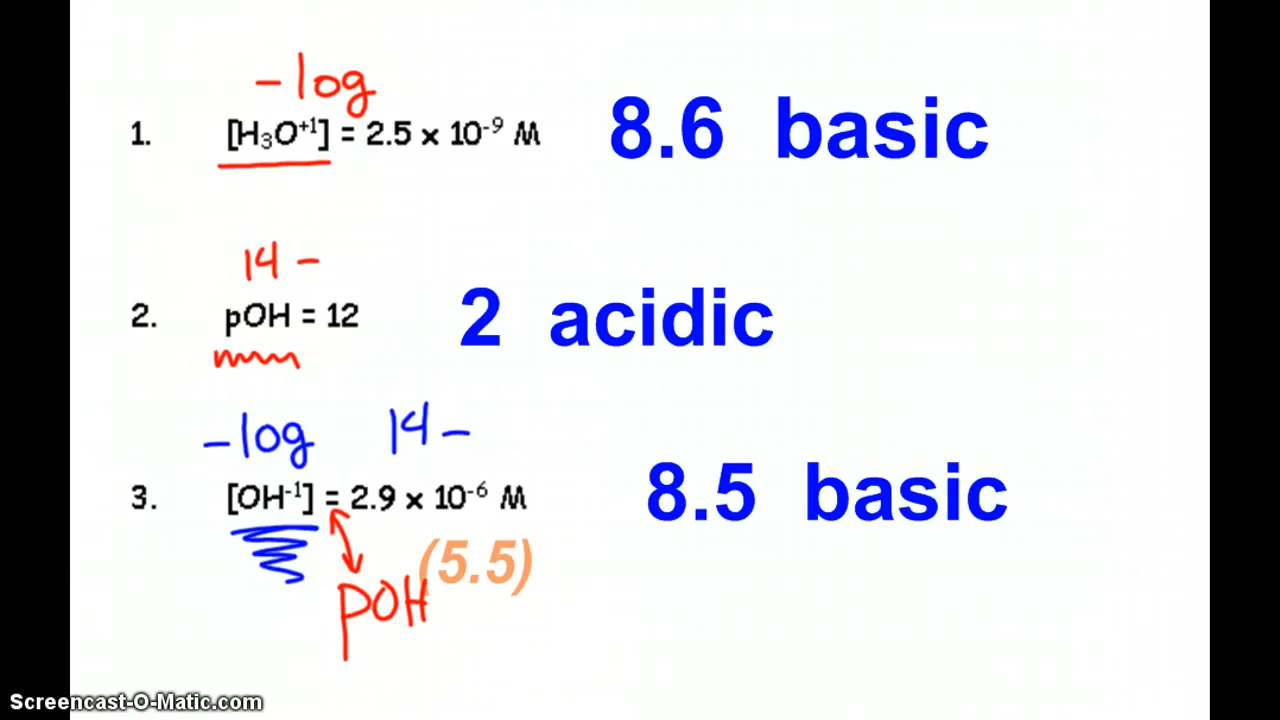 - log
1. [H₃O⁺¹] = 2.5 x 10⁻⁹ M 8.6 basic
14 -
2. pOH = 12 2 acidic
- log 14 -
3. [OH⁻¹] = 2.9 x 10⁻⁶ M 8.5 basic
(5.5)
pOH
Screencast-O-Matic.com